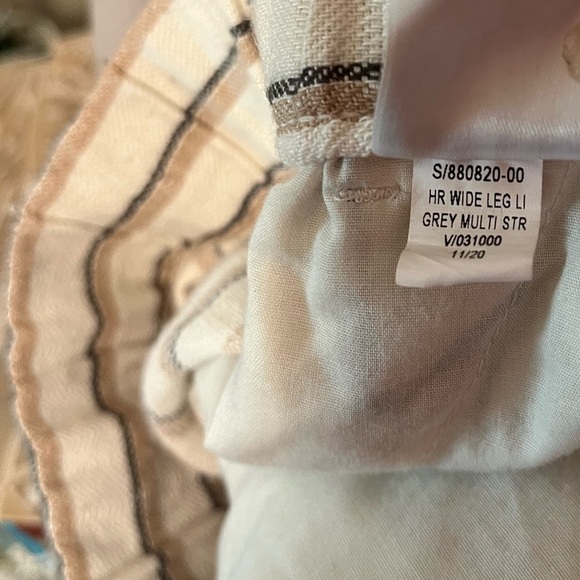 S/880820-00
HR WIDE LEG LI
GREY MULTI STR
V/031000
11/20